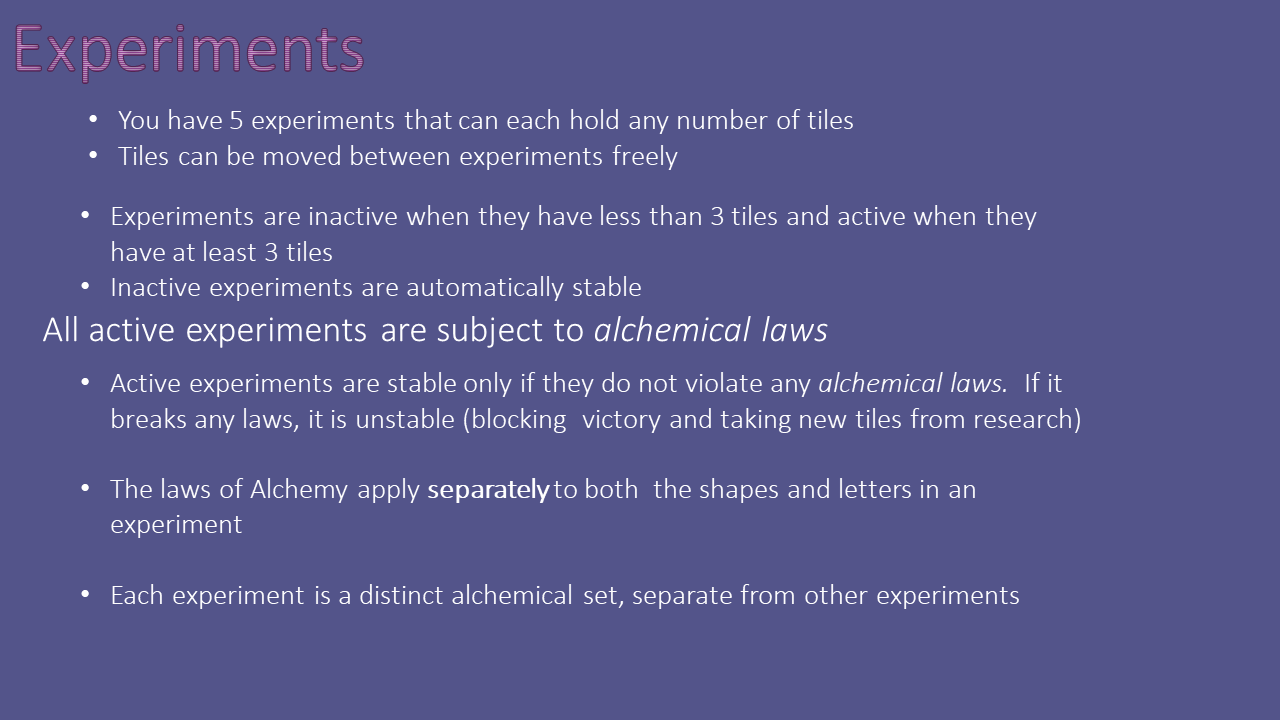 Experiments
• You have 5 experiments that can each hold any number of tiles
• Tiles can be moved between experiments freely
• Experiments are inactive when they have less than 3 tiles and active when they
have at least 3 tiles
• Inactive experiments are automatically stable
All active experiments are subject to alchemical laws
• Active experiments are stable only if they do not violate any alchemical laws. If it
breaks any laws, it is unstable (blocking victory and taking new tiles from research)
• The laws of Alchemy apply separately to both the shapes and letters in an
experiment
• Each experiment is a distinct alchemical set, separate from other experiments